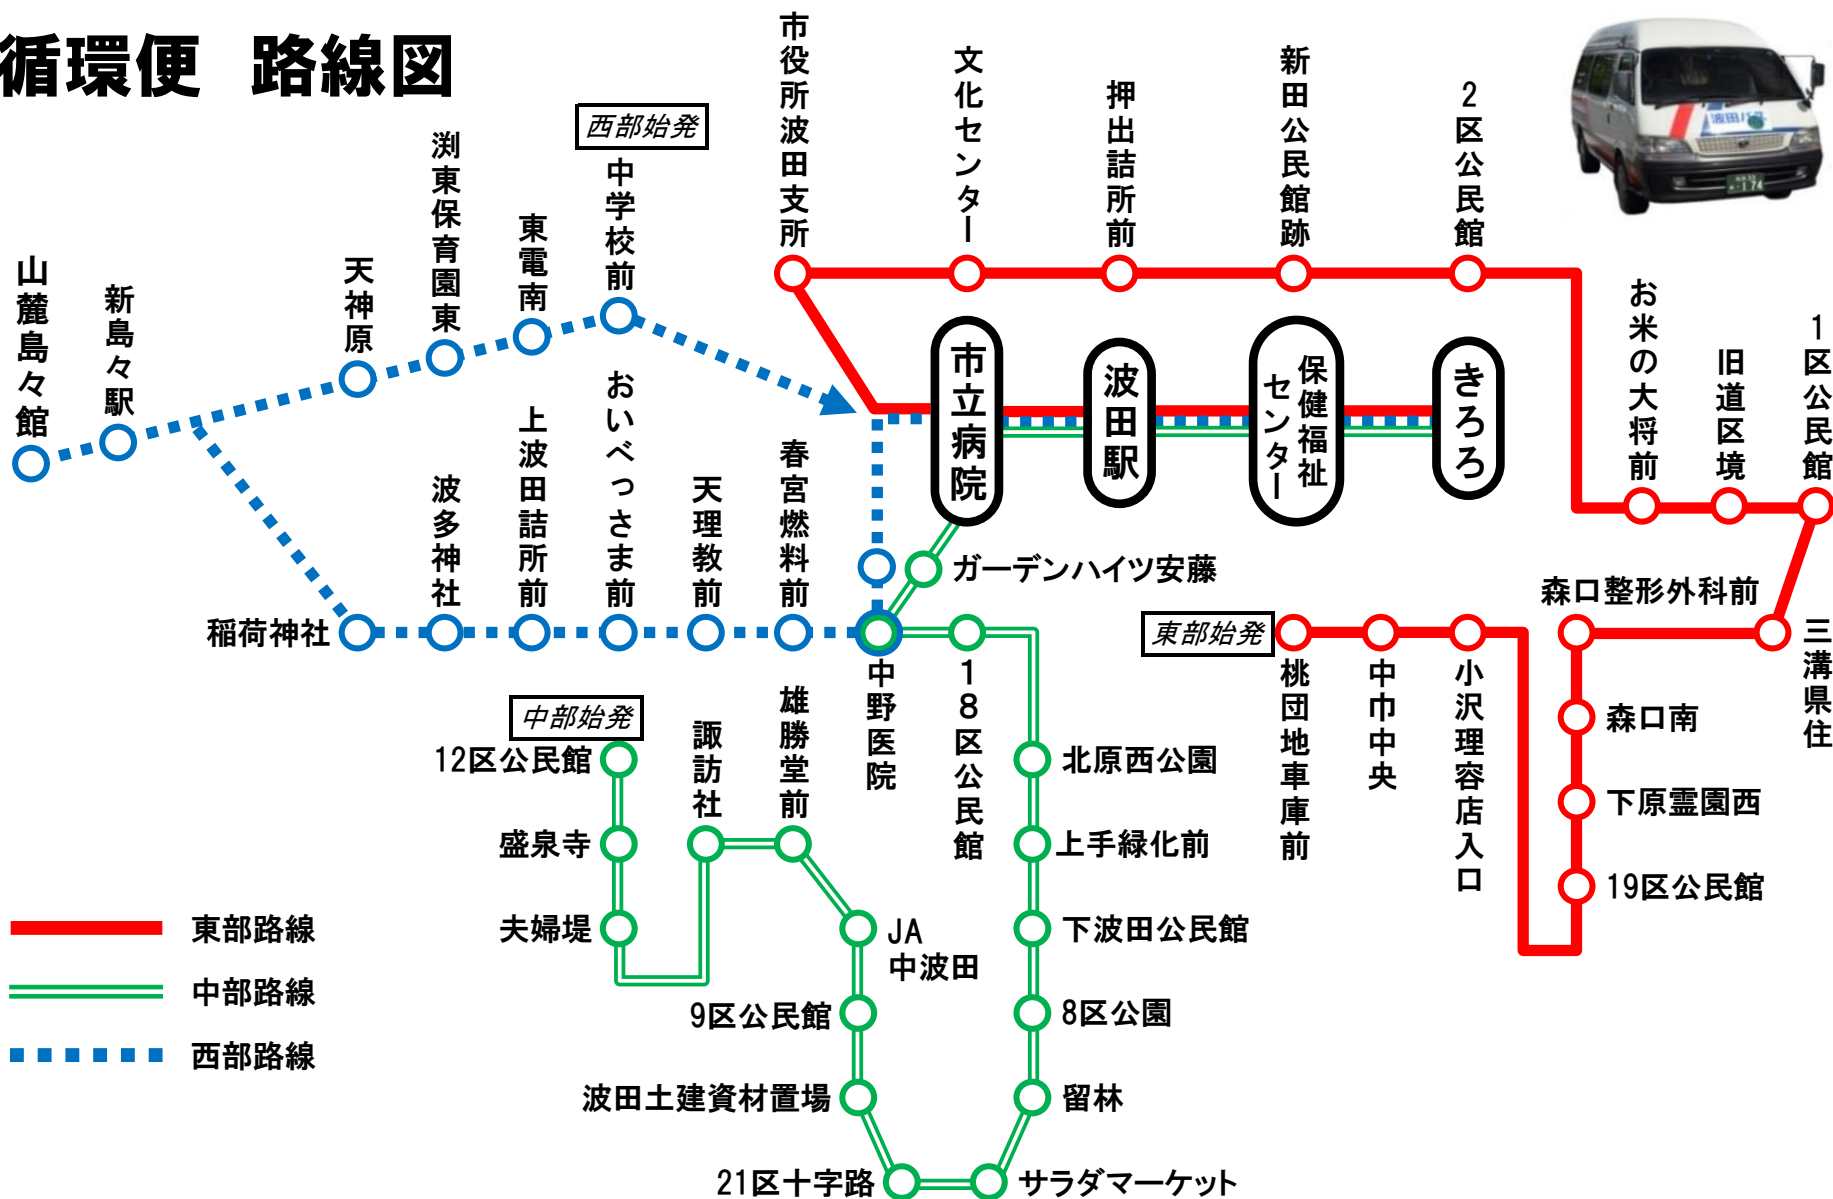 循環便 路線図
西部始発
山麓島々館
新島々駅
天神原
渕東保育園東
東電南
中学校前
市役所波田支所
文化センター
押出詰所前
新田公民館跡
2区公民館
お米の大将前
旧道区境
1区公民館
市立病院
波田駅
保健福祉
センター
きろろ
稲荷神社
波多神社
上波田詰所前
おいべっさま前
天理教前
春宮燃料前
中野医院
ガーデンハイツ安藤
18区公民館
東部始発
桃団地車庫前
中巾中央
小沢理容店入口
森口整形外科前
三溝県住
森口南
下原霊園西
19区公民館
中部始発
12区公民館
盛泉寺
夫婦堤
諏訪社
雄勝堂前
JA
中波田
9区公民館
波田土建資材置場
21区十字路
サラダマーケット
留林
8区公園
下波田公民館
上手緑化前
北原西公園
東部路線
中部路線
西部路線
波田バス
174